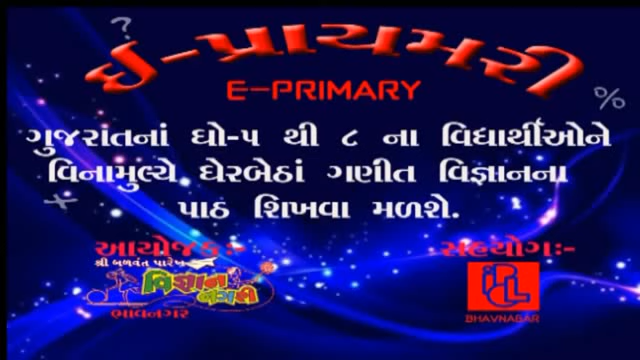 ઈ-પ્રાયમરી
E-PRIMARY
ગુજરાતનાં ઘો-૫ થી ૮ ના વિદ્યાર્થીઓને
વિનામુલ્યે ઘેરબેઠાં ગણીત વિજ્ઞાનના
પાઠ શિખવા મળશે.
આયોજક:-
સહયોગ:-
શ્રી બળવંત પારેખ
વિજ્ઞાન
નગરી
ભાવનગર
BHAVNAGAR